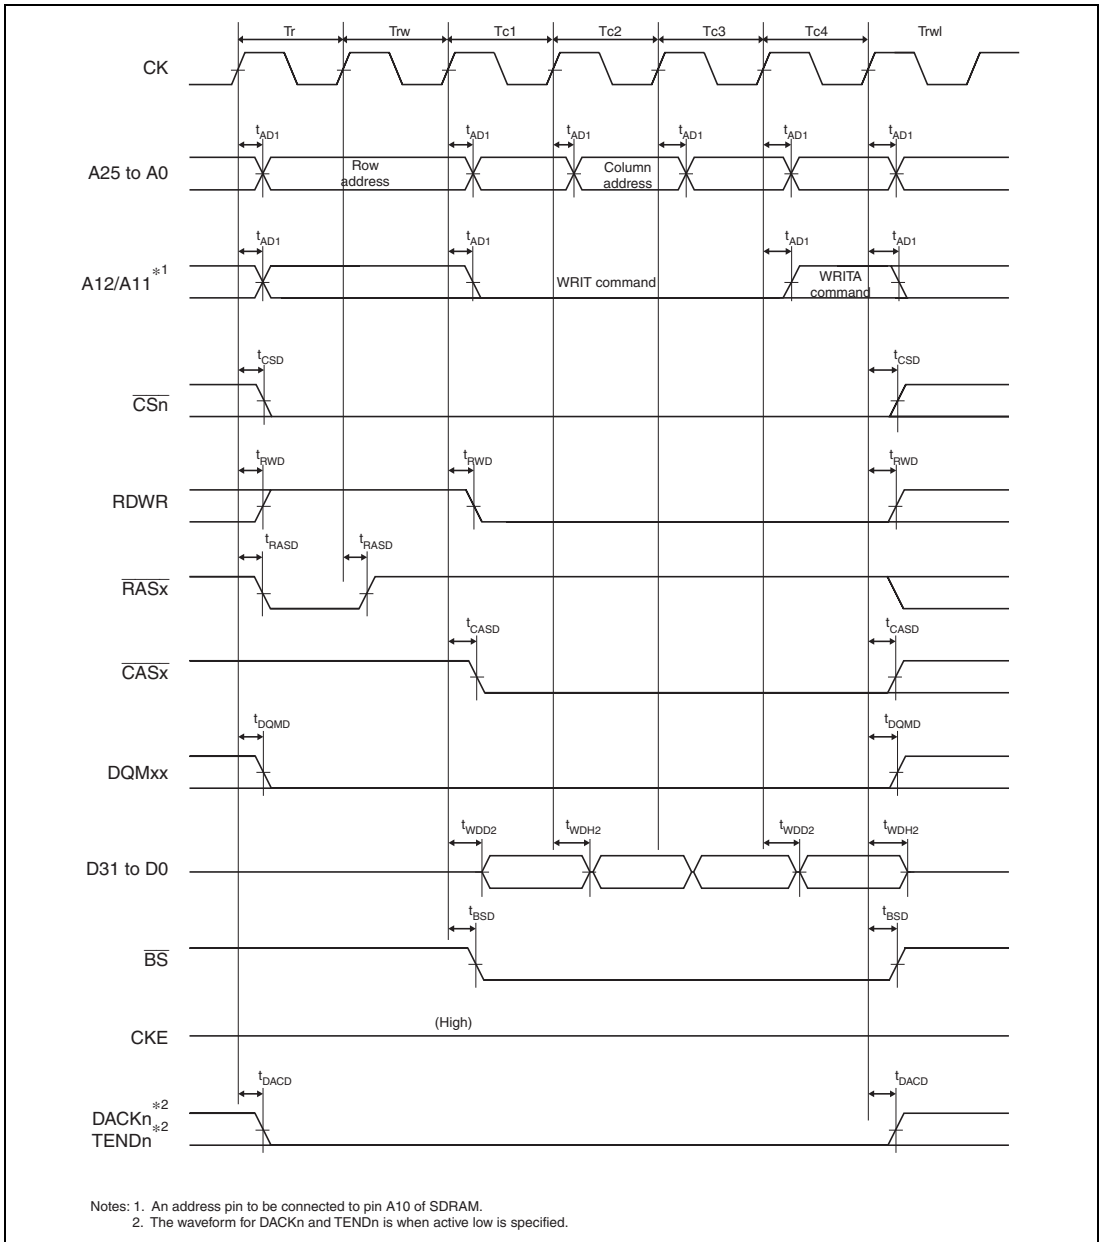 Tr Trw Tc1 Tc2 Tc3 Tc4 Trwl
CK
tAD1 tAD1 tAD1 tAD1 tAD1 tAD1
A25 to A0
Row address
Column address
tAD1 tAD1 tAD1 tAD1
A12/A11*1
WRIT command
WRITA command
tCSD tCSD
CSn
tRWD tRWD tRWD
RDWR
tRASD tRASD
RASx
tCASD tCASD
CASx
tDQMD tDQMD
DQMxx
tWDD2 tWDH2 tWDD2 tWDH2
D31 to D0
tBSD tBSD
BS
(High)
CKE
tDACD tDACD
DACKn*2
TENDn*2
Notes: 1. An address pin to be connected to pin A10 of SDRAM.
2. The waveform for DACKn and TENDn is when active low is specified.